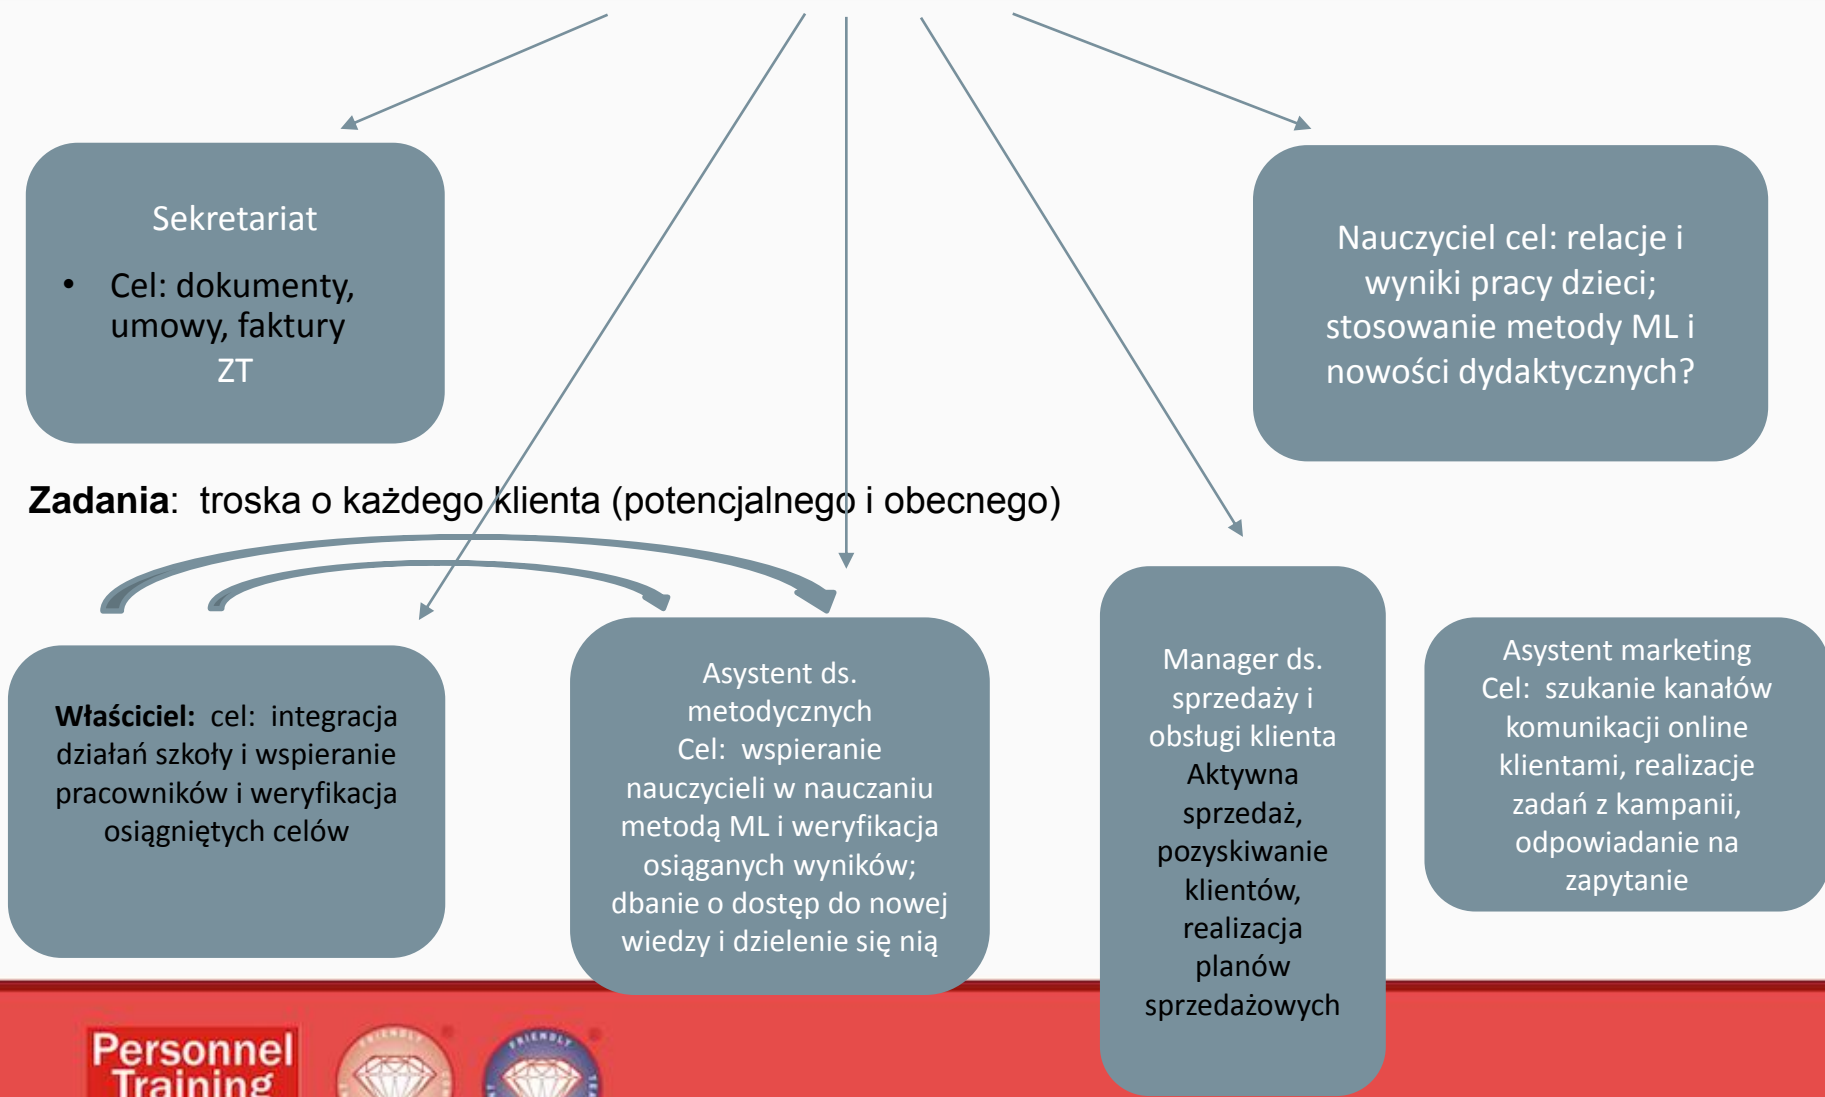 Sekretariat
• Cel: dokumenty,
umowy, faktury
ZT
Nauczyciel cel: relacje i
wyniki pracy dzieci;
stosowanie metody ML i
nowości dydaktycznych?
Zadania: troska o każdego klienta (potencjalnego i obecnego)
Właściciel: cel: integracja
działań szkoły i wspieranie
pracowników i weryfikacja
osiągniętych celów
Asystent ds.
metodycznych
Cel: wspieranie
nauczycieli w nauczaniu
metodą ML i weryfikacja
osiąganych wyników;
dbanie o dostęp do nowej
wiedzy i dzielenie się nią
Manager ds.
sprzedaży i
obsługi klienta
Aktywna
sprzedaż,
pozyskiwanie
klientów,
realizacja
planów
sprzedażowych
Asystent marketing
Cel: szukanie kanałów
komunikacji online
klientami, realizacje
zadań z kampanii,
odpowiadanie na
zapytanie
Personnel
Training
FRIENDLY
FRIENDLY